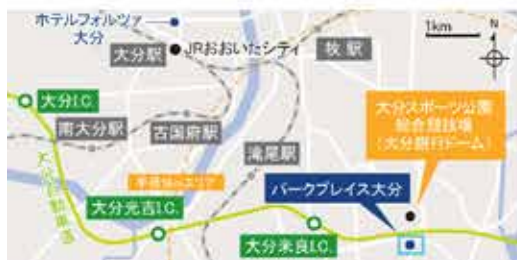 ホテルフォルツァ
大分
大分駅
JRおおいたシティ
牧駅
1km
N
大分I.C.
南大分駅
古国府駅
滝尾駅
大分スポーツ公園
総合競技場
(大分銀行ドーム)
パークプレイス大分
大分光吉I.C.
大分米良I.C.